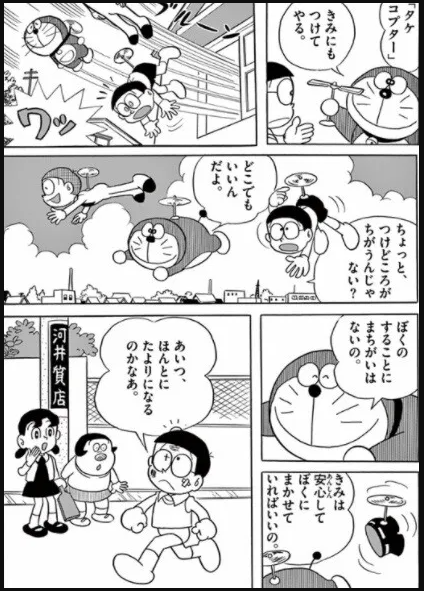 「タケ
コプター」
きみにも
つけて
やる。
ワッ
どこでも
いいん
だよ。
ちょっと、
つけどころが
ちがうんじゃ
ない?
ぼくの
することに
まちがいは
ないの。
きみは
安心して
あんしん
ぼくに
まかせて
いればいいの。
あいつ、
ほんとに
たよりになる
のかなあ。
河井質店